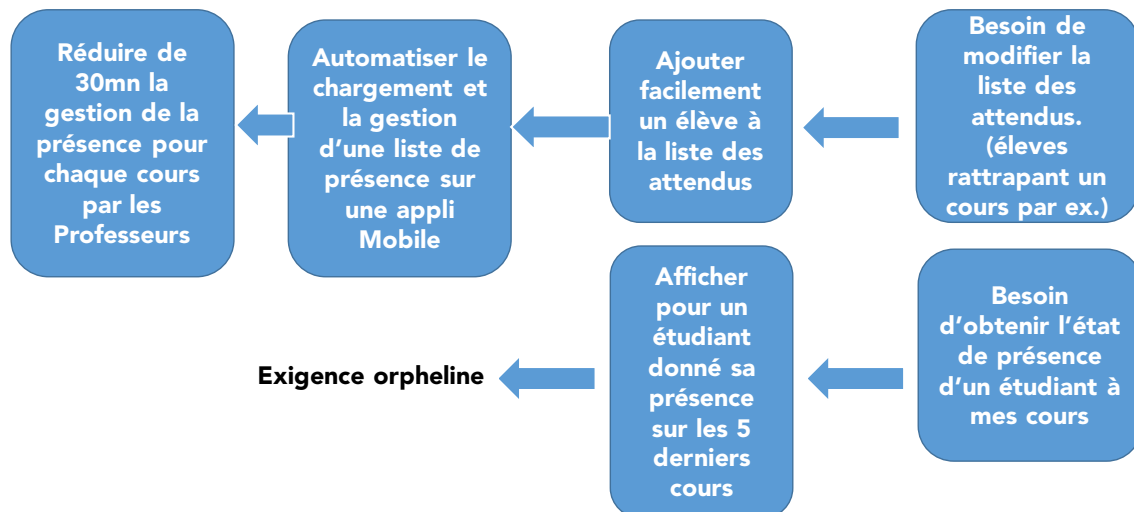 Réduire de
30mn la
gestion de la
présence pour
chaque cours
par les
Professeurs
Automatiser le
chargement et
la gestion
d'une liste de
présence sur
une appli
Mobile
Ajouter
facilement
un élève à
la liste des
attendus
Besoin de
modifier la
liste des
attendus.
(éleves
rattrapant un
cours par ex.)
Exigence orpheline
Afficher
pour un
étudiant
donné sa
présence
sur les 5
derniers
cours
Besoin
d'obtenir l'état
de présence
d'un étudiant à
mes cours